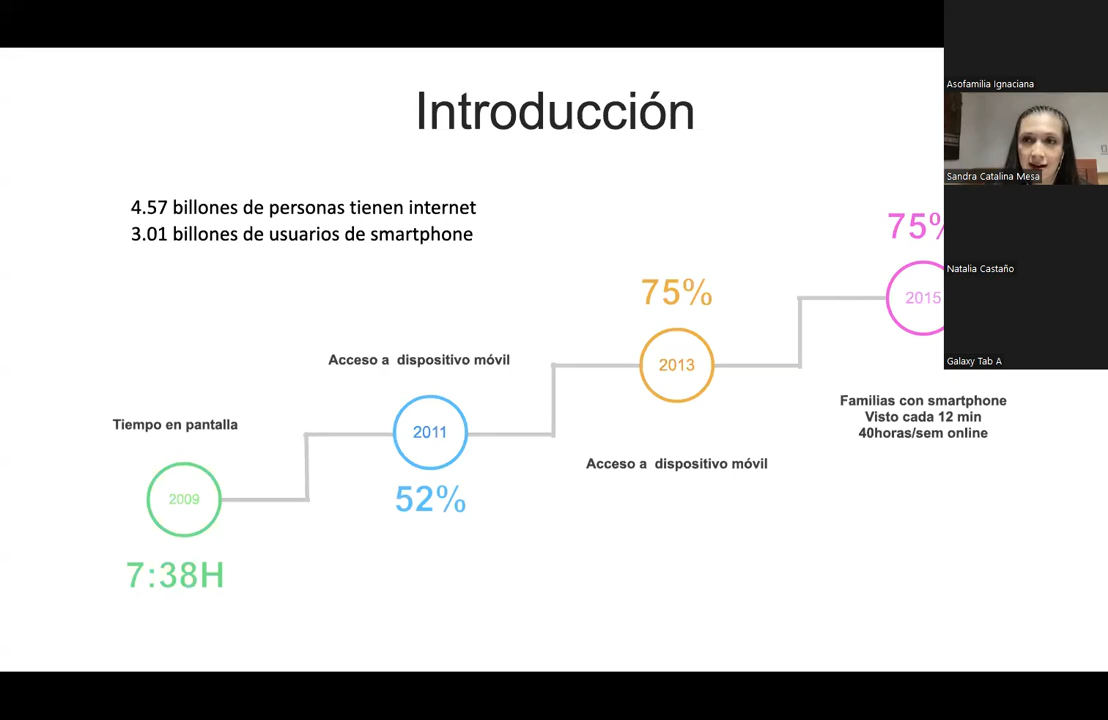 Introducción
4.57 billones de personas tienen internet
3.01 billones de usuarios de smartphone
Tiempo en pantalla
2009
7:38H
Acceso a dispositivo móvil
2011
52%
75%
2013
Acceso a dispositivo móvil
75%
2015
Familias con smartphone
Visto cada 12 min
40horas/sem online
Asofamilia Ignaciana
Sandra Catalina Mesa
Natalia Castaño
Galaxy Tab A